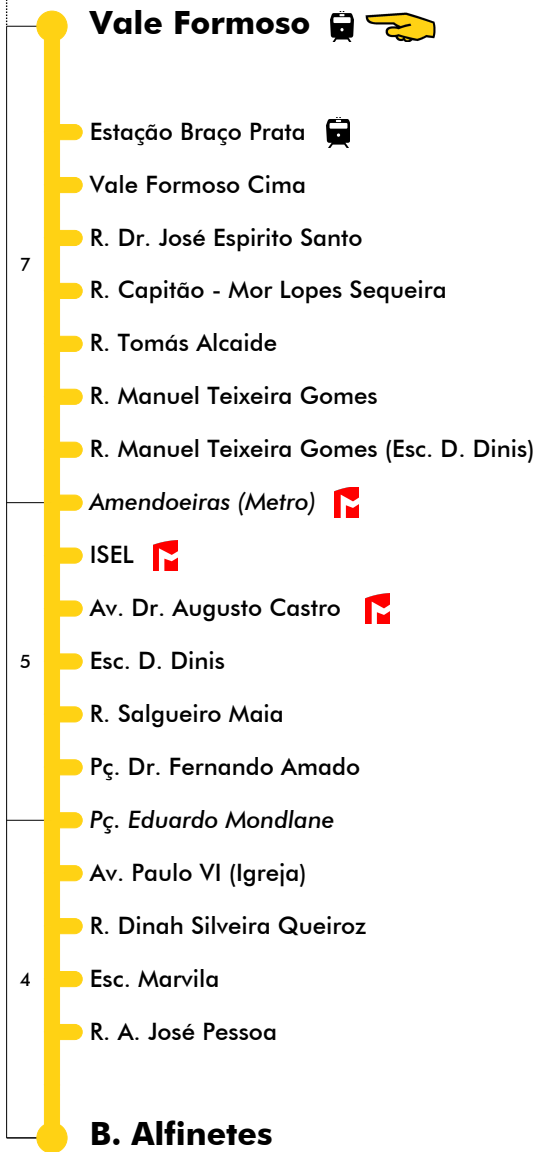 Vale Formoso
Estação Braço Prata
Vale Formoso Cima
R. Dr. José Espirito Santo
7
R. Capitão - Mor Lopes Sequeira
R. Tomás Alcaide
R. Manuel Teixeira Gomes
R. Manuel Teixeira Gomes (Esc. D. Dinis)
Amendoeiras (Metro)
ISEL
Av. Dr. Augusto Castro
5 Esc. D. Dinis
R. Salgueiro Maia
Pç. Dr. Fernando Amado
Pç. Eduardo Mondlane
Av. Paulo VI (Igreja)
R. Dinah Silveira Queiroz
4 Esc. Marvila
R. A. José Pessoa
B. Alfinetes